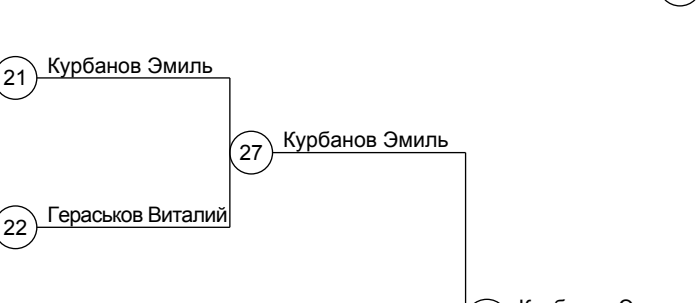 21 Курбанов Эмиль
27 Курбанов Эмиль
22 Гераськов Виталий